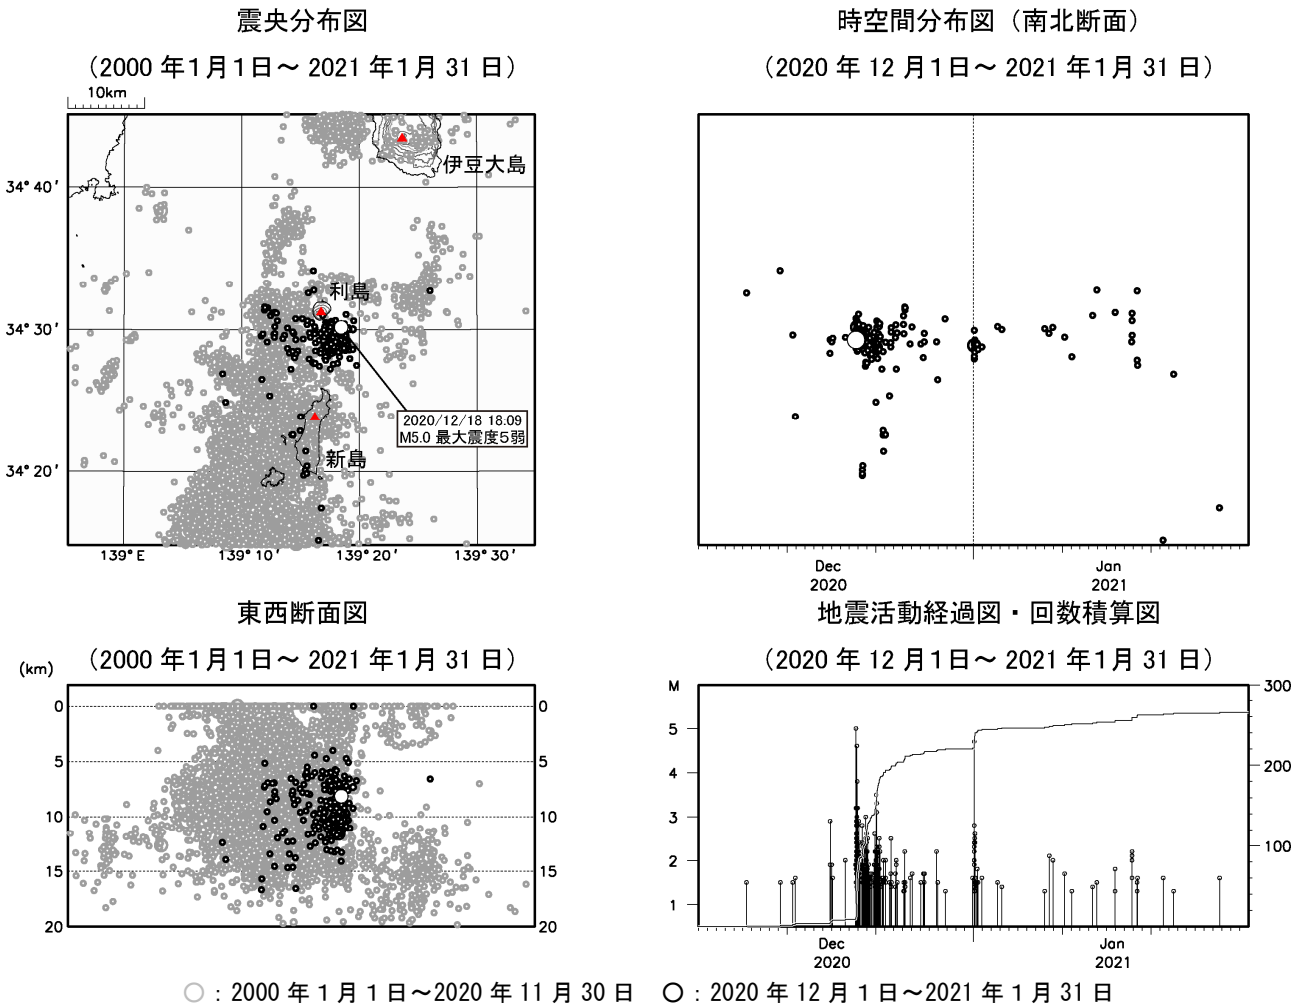 震央分布図
（2000 年1月1日～ 2021 年1月 31 日）
10km
伊豆大島
34° 40′
利島
34° 30′
2020/12/18 18:09
M5.0 最大震度５弱
新島
34° 20′
139° E
139° 10′
139° 20′
139° 30′
時空間分布図（南北断面）
（2020 年 12 月1日～ 2021 年1月 31 日）
Dec
2020
Jan
2021
東西断面図
（2000 年1月1日～ 2021 年1月 31 日）
(km)
0
0
5
5
10
10
15
15
20
20
地震活動経過図・回数積算図
（2020 年 12 月1日～ 2021 年1月 31 日）
M
300
5
4
200
3
2
100
1
Dec
2020
Jan
2021
○：2000 年 1 月 1 日～2020 年 11 月 30 日　○：2020 年 12 月 1 日～2021 年 1 月 31 日